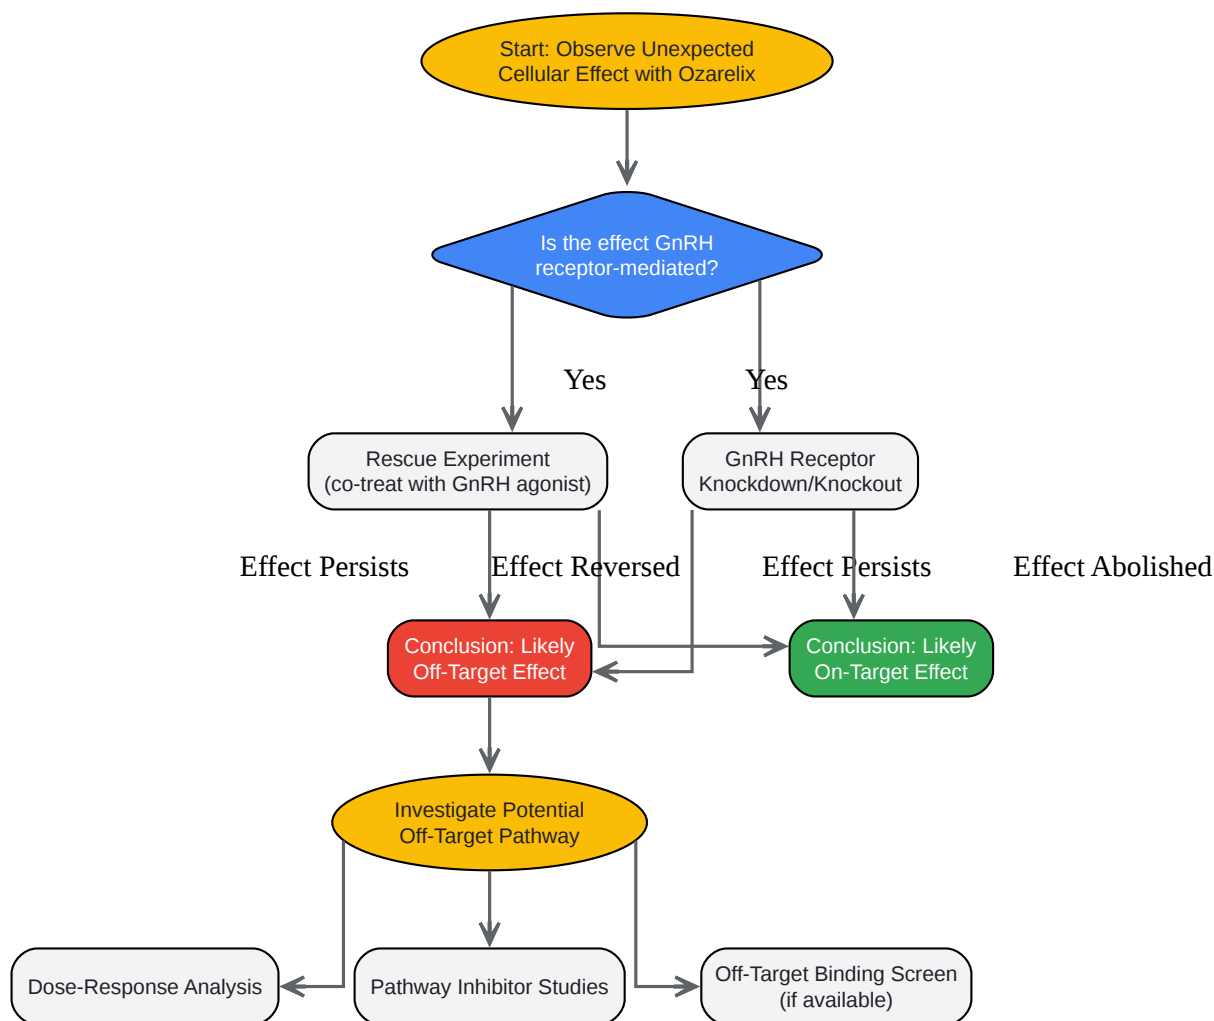 Start: Observe Unexpected
Cellular Effect with Ozarelix
Is the effect GnRH
receptor-mediated?
Yes
Yes
Rescue Experiment
(co-treat with GnRH agonist)
GnRH Receptor
Knockdown/Knockout
Effect Persists
Effect Reversed
Effect Persists
Effect Abolished
Conclusion: Likely
Off-Target Effect
Conclusion: Likely
On-Target Effect
Investigate Potential
Off-Target Pathway
Dose-Response Analysis
Pathway Inhibitor Studies
Off-Target Binding Screen
(if available)